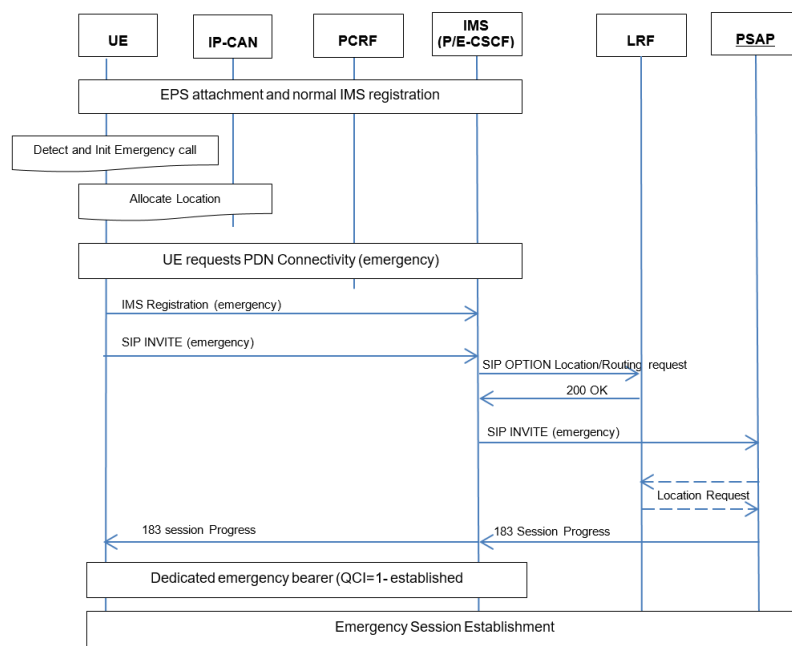 UE
IP-CAN
PCRF
IMS
(P/E-CSCF)
LRF
PSAP
EPS attachment and normal IMS registration
Detect and Init Emergency call
Allocate Location
UE requests PDN Connectivity (emergency)
IMS Registration (emergency)
SIP INVITE (emergency)
SIP OPTION Location/Routing request
200 OK
SIP INVITE (emergency)
Location Request
183 session Progress
183 Session Progress
Dedicated emergency bearer (QCI=1- established
Emergency Session Establishment